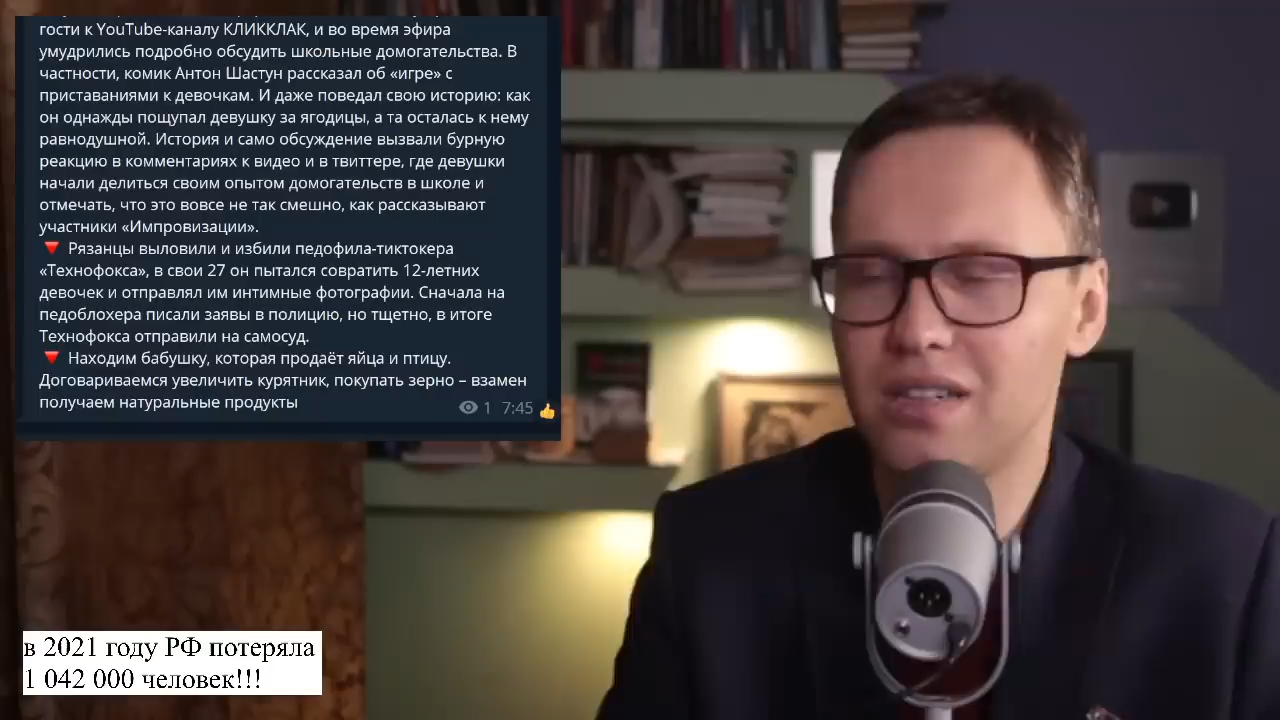 гости к YouTube-каналу КЛИККЛАК, и во время эфира
умудрились подробно обсудить школьные домогательства. В
частности, комик Антон Шастун рассказал об «игре» с
приставаниями к девочкам. И даже поведал свою историю: как
он однажды пощупал девушку за ягодицы, а та осталась к нему
равнодушной. История и само обсуждение вызвали бурную
реакцию в комментариях к видео и в твиттере, где девушки
начали делиться своим опытом домогательств в школе и
отмечать, что это вовсе не так смешно, как рассказывают
участники «Импровизации».
🔻 Рязанцы выловили и избили педофила-тиктокера
«Технофокса», в свои 27 он пытался совратить 12-летних
девочек и отправлял им интимные фотографии. Сначала на
педоблохера писали заявы в полицию, но тщетно, в итоге
Технофокса отправили на самосуд.
🔻 Находим бабушку, которая продаёт яйца и птицу.
Договариваемся увеличить курятник, покупать зерно – взамен
получаем натуральные продукты
1 7:45 👍
в 2021 году РФ потеряла
1 042 000 человек!!!